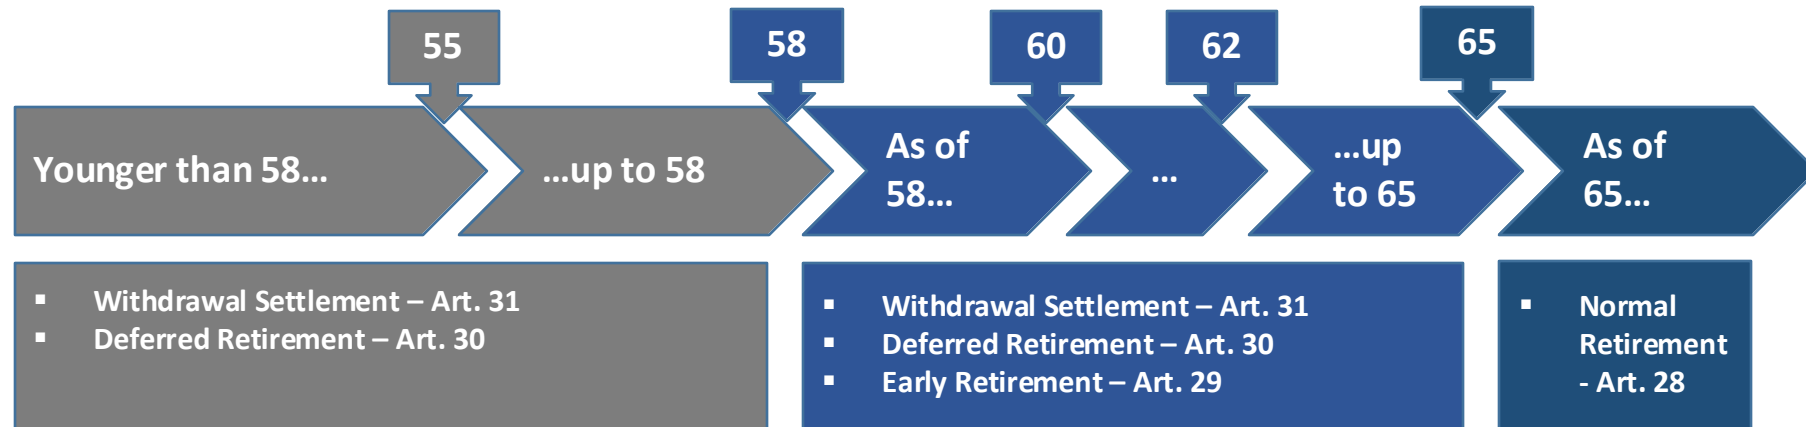 55
58
60
62
65
Younger than 58...
...up to 58
As of
58...
...
...up
to 65
As of
65...
▪ Withdrawal Settlement – Art. 31
▪ Deferred Retirement – Art. 30
▪ Withdrawal Settlement – Art. 31
▪ Deferred Retirement – Art. 30
▪ Early Retirement – Art. 29
▪ Normal
Retirement
- Art. 28